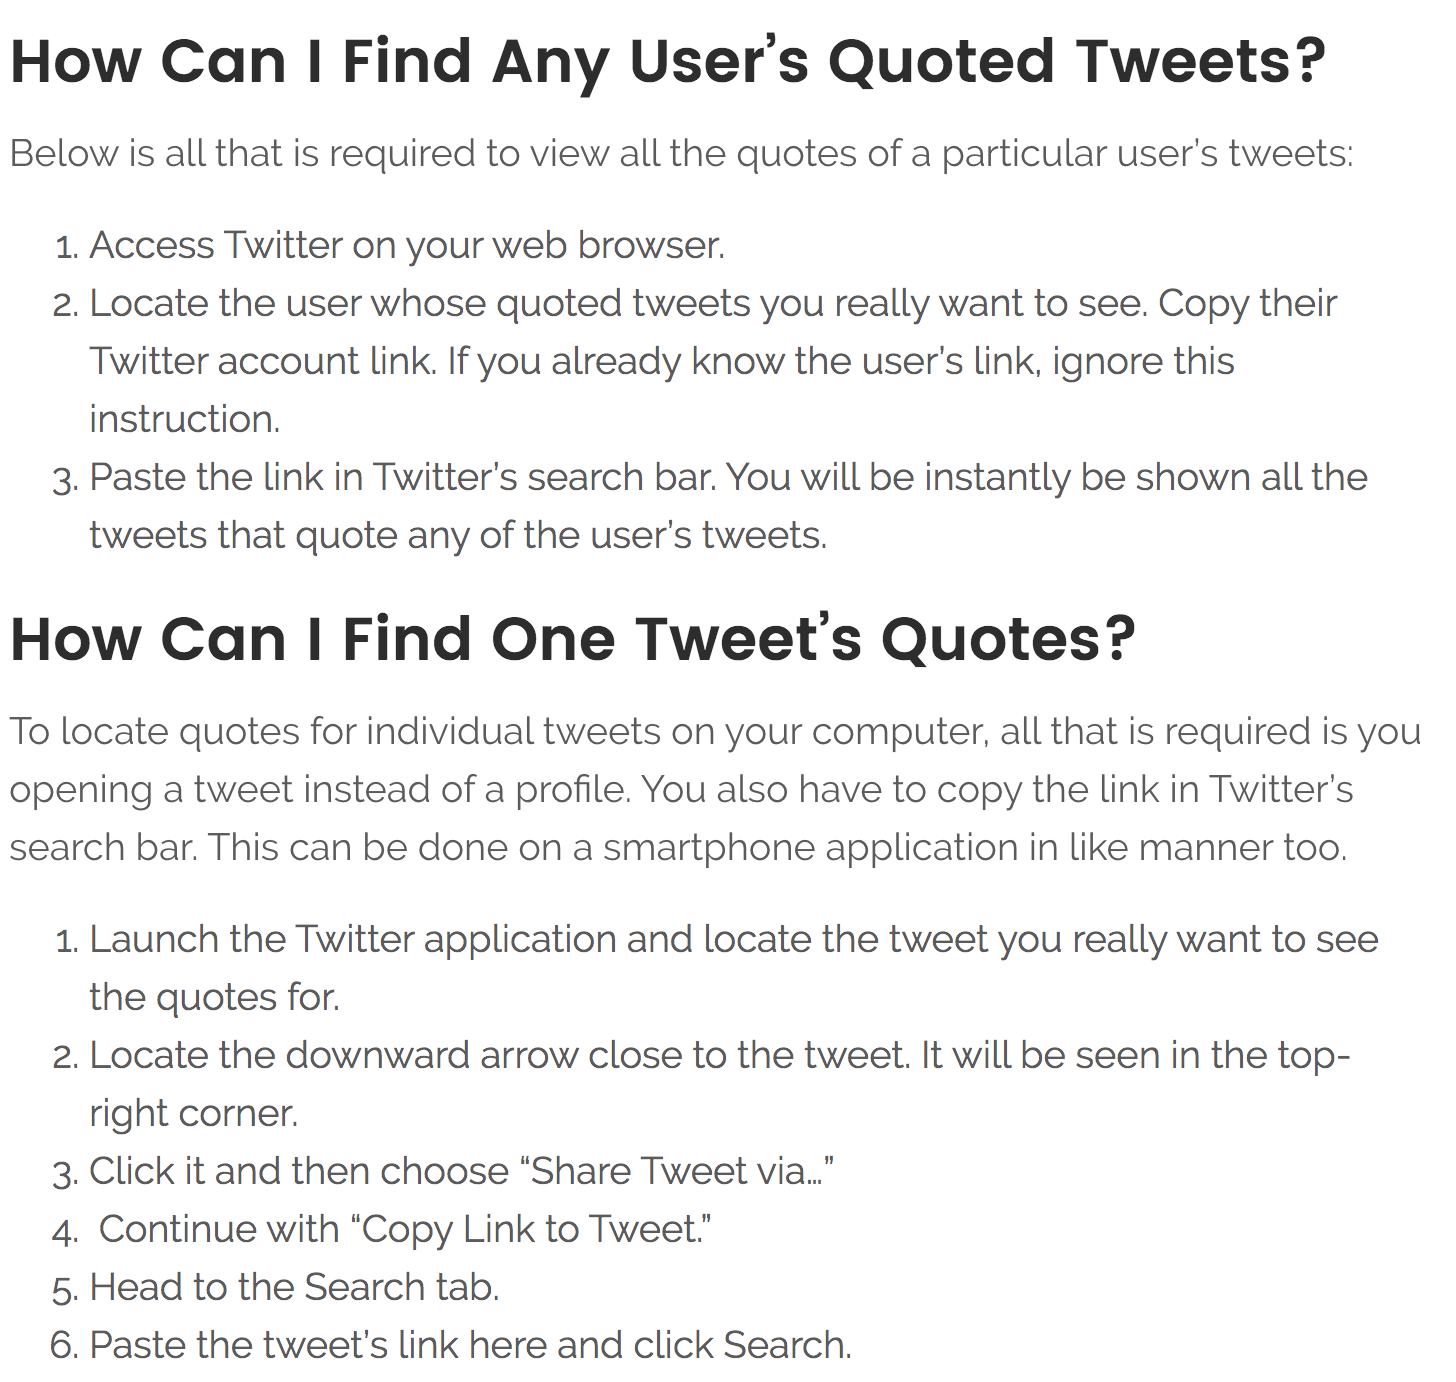 How Can I Find Any User’s Quoted Tweets?
Below is all that is required to view all the quotes of a particular user’s tweets:
1. Access Twitter on your web browser.
2. Locate the user whose quoted tweets you really want to see. Copy their
Twitter account link. If you already know the user’s link, ignore this
instruction.
3. Paste the link in Twitter’s search bar. You will be instantly be shown all the
tweets that quote any of the user’s tweets.
How Can I Find One Tweet’s Quotes?
To locate quotes for individual tweets on your computer, all that is required is you
opening a tweet instead of a profile. You also have to copy the link in Twitter’s
search bar. This can be done on a smartphone application in like manner too.
1. Launch the Twitter application and locate the tweet you really want to see
the quotes for.
2. Locate the downward arrow close to the tweet. It will be seen in the top-
right corner.
3. Click it and then choose “Share Tweet via…”
4. Continue with “Copy Link to Tweet.”
5. Head to the Search tab.
6. Paste the tweet’s link here and click Search.